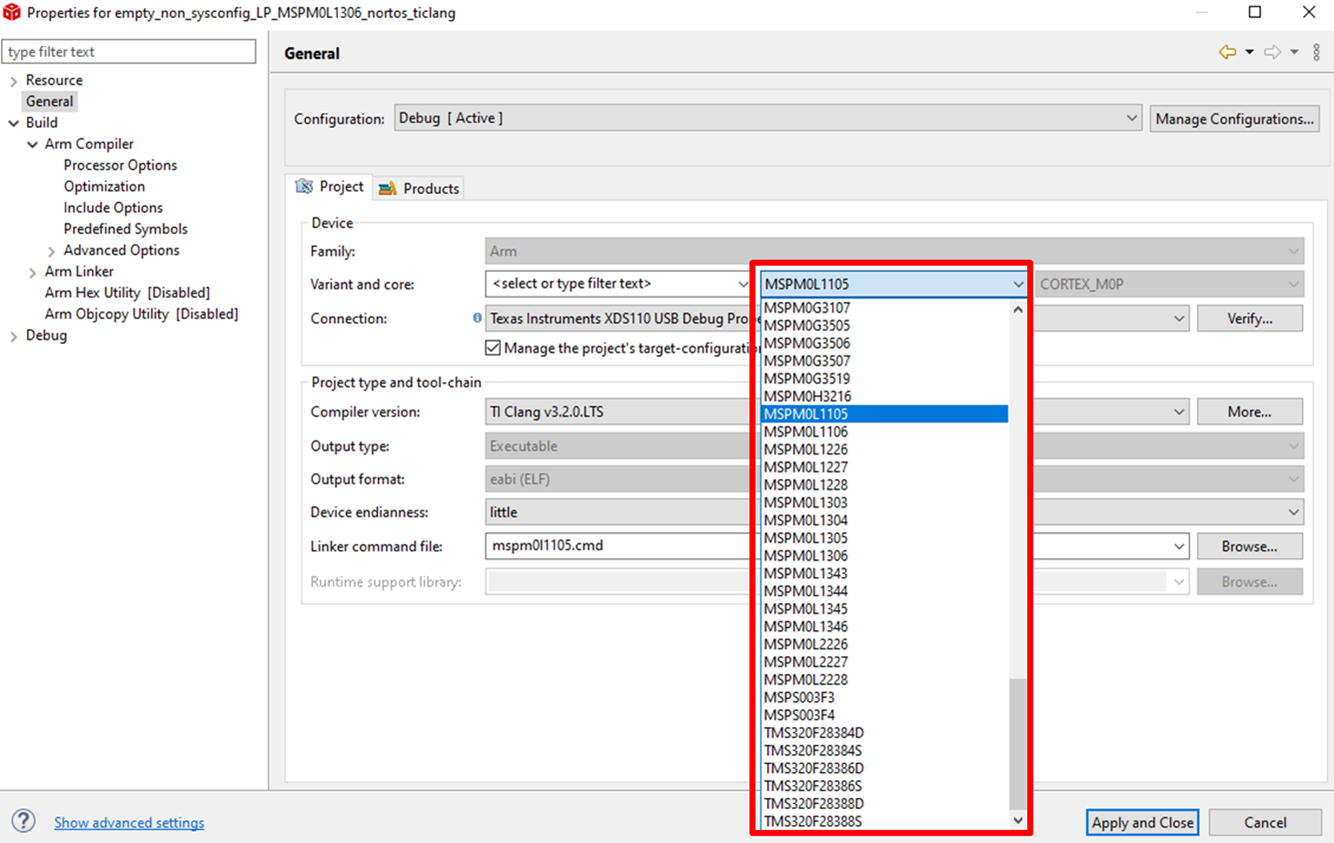 Properties for empty_non_sysconfig_LP_MSPM0L1306_nortos_ticlang
type filter text
Resource
General
Build
Arm Compiler
Processor Options
Optimization
Include Options
Predefined Symbols
Advanced Options
Arm Linker
Arm Hex Utility [Disabled]
Arm Objcopy Utility [Disabled]
Debug
General
Configuration: Debug [ Active ] Manage Configurations...
Project Products
Device
Family: Arm
Variant and core: <select or type filter text> MSPM0L1105 CORTEX_M0P
Connection: Texas Instruments XDS110 USB Debug Verify...
Manage the project's target-configuratio
Project type and tool-chain
Compiler version: TI Clang v3.2.0.LTS More...
Output type: Executable
Output format: eabi (ELF)
Device endianness: little
Linker command file: mspm0l1105.cmd Browse...
Runtime support library: Browse...
MSPM0G3107
MSPM0G3505
MSPM0G3506
MSPM0G3507
MSPM0G3519
MSPM0H3216
MSPM0L1105
MSPM0L1106
MSPM0L1226
MSPM0L1227
MSPM0L1228
MSPM0L1303
MSPM0L1304
MSPM0L1305
MSPM0L1306
MSPM0L1343
MSPM0L1344
MSPM0L1345
MSPM0L1346
MSPM0L2226
MSPM0L2227
MSPM0L2228
MSPS003F3
MSPS003F4
TMS320F28384D
TMS320F28384S
TMS320F28386D
TMS320F28386S
TMS320F28388D
TMS320F28388S
? Show advanced settings Apply and Close Cancel